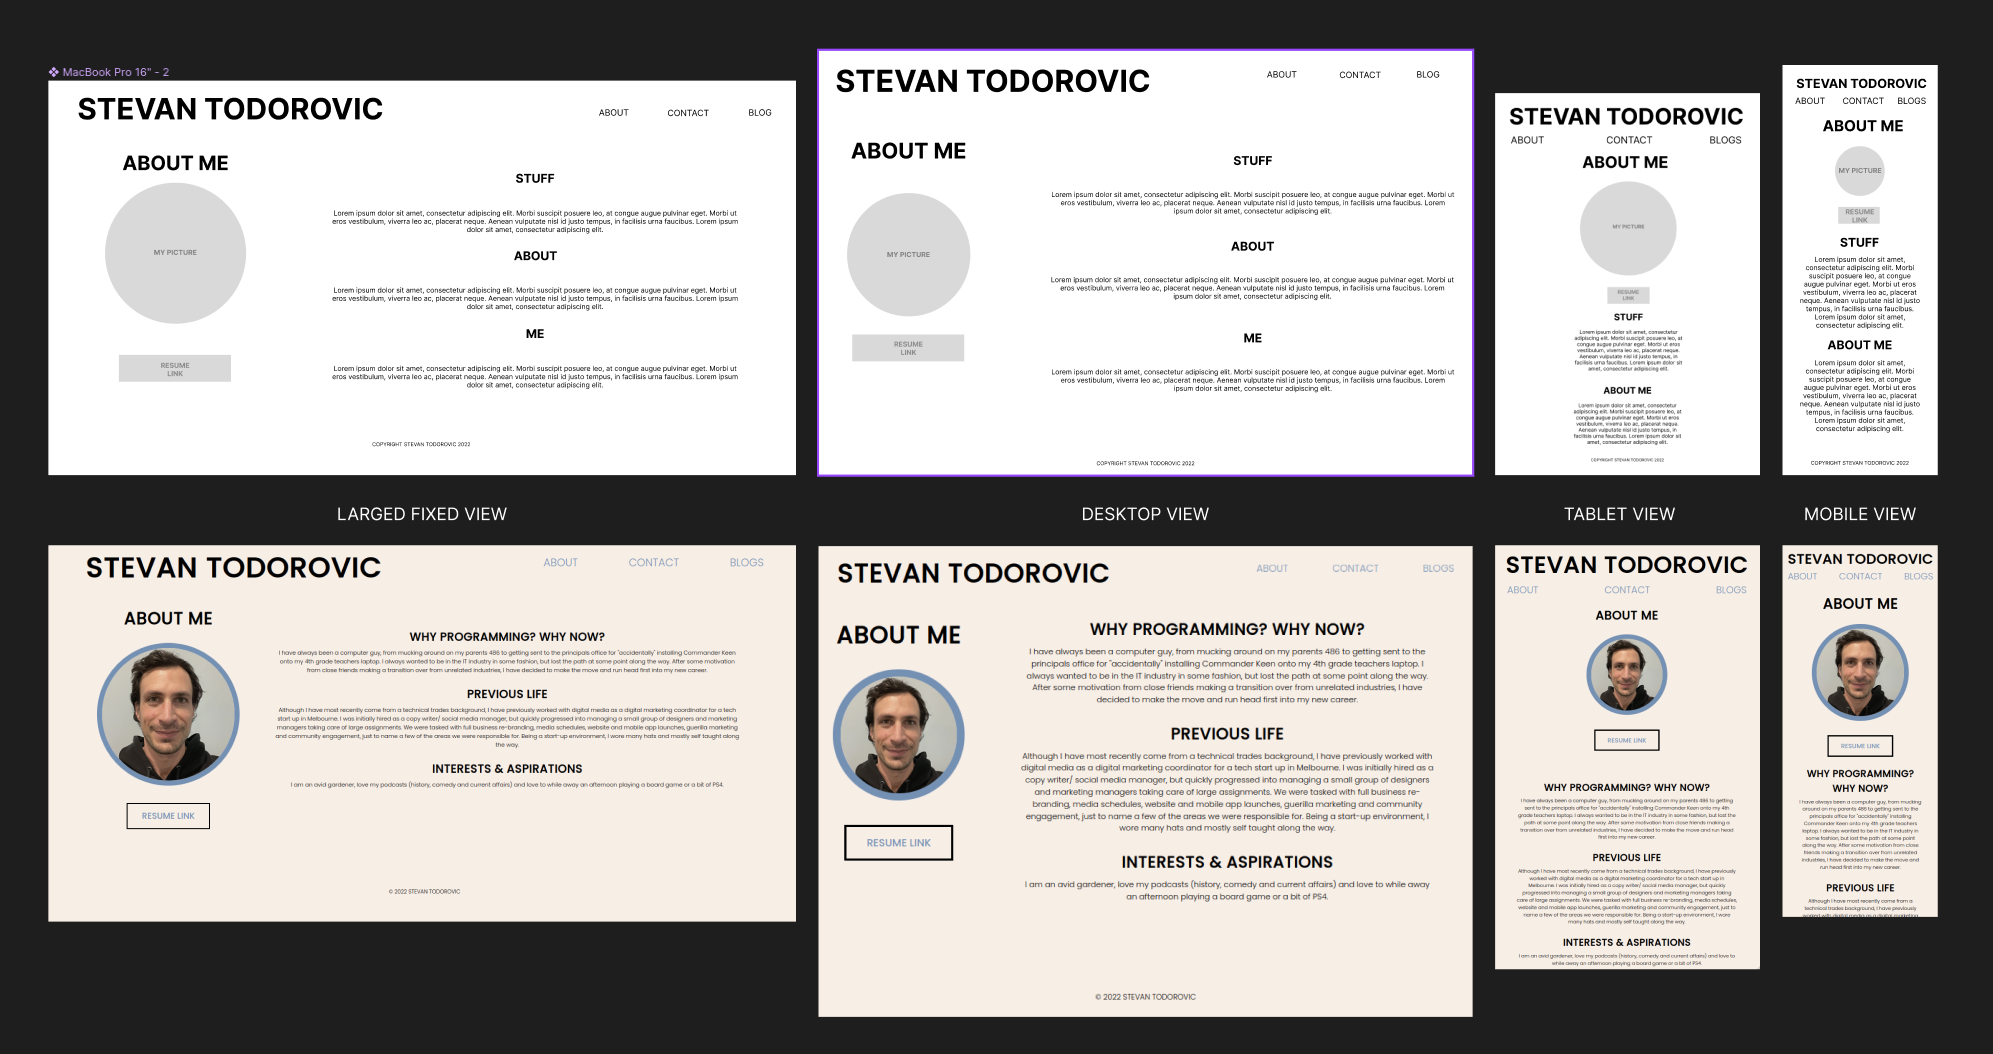 MacBook Pro 16" - 2
STEVAN TODOROVIC
ABOUT
CONTACT
BLOG
ABOUT ME
MY PICTURE
RESUME
LINK
STUFF
Lorem ipsum dolor sit amet, consectetur adipiscing elit. Morbi suscipit posuere leo, at congue augue pulvinar eget. Morbi ut
eros vestibulum, viverra leo ac, placerat neque. Aenean vulputate nisl id justo tempus, in facilisis urna faucibus. Lorem ipsum
dolor sit amet, consectetur adipiscing elit.
ABOUT
Lorem ipsum dolor sit amet, consectetur adipiscing elit. Morbi suscipit posuere leo, at congue augue pulvinar eget. Morbi ut
eros vestibulum, viverra leo ac, placerat neque. Aenean vulputate nisl id justo tempus, in facilisis urna faucibus. Lorem ipsum
dolor sit amet, consectetur adipiscing elit.
ME
Lorem ipsum dolor sit amet, consectetur adipiscing elit. Morbi suscipit posuere leo, at congue augue pulvinar eget. Morbi ut
eros vestibulum, viverra leo ac, placerat neque. Aenean vulputate nisl id justo tempus, in facilisis urna faucibus. Lorem ipsum
dolor sit amet, consectetur adipiscing elit.
COPYRIGHT STEVAN TODOROVIC 2022
STEVAN TODOROVIC
ABOUT
CONTACT
BLOG
ABOUT ME
MY PICTURE
RESUME
LINK
STUFF
Lorem ipsum dolor sit amet, consectetur adipiscing elit. Morbi suscipit posuere leo, at congue augue pulvinar eget. Morbi ut
eros vestibulum, viverra leo ac, placerat neque. Aenean vulputate nisl id justo tempus, in facilisis urna faucibus. Lorem
ipsum dolor sit amet, consectetur adipiscing elit.
ABOUT
Lorem ipsum dolor sit amet, consectetur adipiscing elit. Morbi suscipit posuere leo, at congue augue pulvinar eget. Morbi ut
eros vestibulum, viverra leo ac, placerat neque. Aenean vulputate nisl id justo tempus, in facilisis urna faucibus. Lorem
ipsum dolor sit amet, consectetur adipiscing elit.
ME
Lorem ipsum dolor sit amet, consectetur adipiscing elit. Morbi suscipit posuere leo, at congue augue pulvinar eget. Morbi ut
eros vestibulum, viverra leo ac, placerat neque. Aenean vulputate nisl id justo tempus, in facilisis urna faucibus. Lorem
ipsum dolor sit amet, consectetur adipiscing elit.
COPYRIGHT STEVAN TODOROVIC 2022
STEVAN TODOROVIC
ABOUT
CONTACT
BLOGS
ABOUT ME
MY PICTURE
RESUME
LINK
STUFF
Lorem ipsum dolor sit amet, consectetur
adipiscing elit. Morbi suscipit posuere leo, at
congue augue pulvinar eget. Morbi ut eros
vestibulum, viverra leo ac, placerat neque.
Aenean vulputate nisl id justo tempus, in
facilisis urna faucibus. Lorem ipsum dolor sit
amet, consectetur adipiscing elit.
ABOUT ME
Lorem ipsum dolor sit amet, consectetur
adipiscing elit. Morbi suscipit posuere leo, at
congue augue pulvinar eget. Morbi ut eros
vestibulum, viverra leo ac, placerat neque.
Aenean vulputate nisl id justo tempus, in
facilisis urna faucibus. Lorem ipsum dolor sit
amet, consectetur adipiscing elit.
COPYRIGHT STEVAN TODOROVIC 2022
STEVAN TODOROVIC
ABOUT
CONTACT
BLOGS
ABOUT ME
MY PICTURE
RESUME
LINK
STUFF
Lorem ipsum dolor sit amet,
consectetur adipiscing elit. Morbi
suscipit posuere leo, at congue
augue pulvinar eget. Morbi ut eros
vestibulum, viverra leo ac, placerat
neque. Aenean vulputate nisl id justo
tempus, in facilisis urna faucibus.
Lorem ipsum dolor sit amet,
consectetur adipiscing elit.
ABOUT ME
Lorem ipsum dolor sit amet,
consectetur adipiscing elit. Morbi
suscipit posuere leo, at congue
augue pulvinar eget. Morbi ut eros
vestibulum, viverra leo ac, placerat
neque. Aenean vulputate nisl id justo
tempus, in facilisis urna faucibus.
Lorem ipsum dolor sit amet,
consectetur adipiscing elit.
COPYRIGHT STEVAN TODOROVIC 2022
LARGED FIXED VIEW
DESKTOP VIEW
TABLET VIEW
MOBILE VIEW
STEVAN TODOROVIC
ABOUT
CONTACT
BLOGS
ABOUT ME
RESUME LINK
WHY PROGRAMMING? WHY NOW?
I have always been a computer guy, from mucking around on my parents 486 to getting sent to the principals office for "accidentally" installing Commander Keen
onto my 4th grade teachers laptop. I always wanted to be in the IT industry in some fashion, but lost the path at some point along the way. After some motivation
from close friends making a transition over from unrelated industries, I have decided to make the move and run head first into my new career.
PREVIOUS LIFE
Although I have most recently come from a technical trades background, I have previously worked with digital media as a digital marketing coordinator for a tech
start up in Melbourne. I was initially hired as a copy writer/ social media manager, but quickly progressed into managing a small group of designers and marketing
managers taking care of large assignments. We were tasked with full business re-branding, media schedules, website and mobile app launches, guerilla marketing
and community engagement, just to name a few of the areas we were responsible for. Being a start-up environment, I wore many hats and mostly self taught along
the way.
INTERESTS & ASPIRATIONS
I am an avid gardener, love my podcasts (history, comedy and current affairs) and love to while away an afternoon playing a board game or a bit of PS4.
© 2022 STEVAN TODOROVIC
STEVAN TODOROVIC
ABOUT
CONTACT
BLOGS
ABOUT ME
RESUME LINK
WHY PROGRAMMING? WHY NOW?
I have always been a computer guy, from mucking around on my parents 486 to getting sent to the
principals office for "accidentally" installing Commander Keen onto my 4th grade teachers laptop. I
always wanted to be in the IT industry in some fashion, but lost the path at some point along the way.
After some motivation from close friends making a transition over from unrelated industries, I have
decided to make the move and run head first into my new career.
PREVIOUS LIFE
Although I have most recently come from a technical trades background, I have previously worked with
digital media as a digital marketing coordinator for a tech start up in Melbourne. I was initially hired as a
copy writer/ social media manager, but quickly progressed into managing a small group of designers
and marketing managers taking care of large assignments. We were tasked with full business re-
branding, media schedules, website and mobile app launches, guerilla marketing and community
engagement, just to name a few of the areas we were responsible for. Being a start-up environment, I
wore many hats and mostly self taught along the way.
INTERESTS & ASPIRATIONS
I am an avid gardener, love my podcasts (history, comedy and current affairs) and love to while away
an afternoon playing a board game or a bit of PS4.
© 2022 STEVAN TODOROVIC
STEVAN TODOROVIC
ABOUT
CONTACT
BLOGS
ABOUT ME
RESUME LINK
WHY PROGRAMMING? WHY NOW?
I have always been a computer guy, from mucking around on my parents 486 to getting
sent to the principals office for "accidentally" installing Commander Keen onto my 4th
grade teachers laptop. I always wanted to be in the IT industry in some fashion, but lost the
path at some point along the way. After some motivation from close friends making a
transition over from unrelated industries, I have decided to make the move and run head
first into my new career.
PREVIOUS LIFE
Although I have most recently come from a technical trades background, I have previously
worked with digital media as a digital marketing coordinator for a tech start up in
Melbourne. I was initially hired as a copy writer/ social media manager, but quickly
progressed into managing a small group of designers and marketing managers taking
care of large assignments. We were tasked with full business re-branding, media schedules,
website and mobile app launches, guerilla marketing and community engagement, just to
name a few of the areas we were responsible for. Being a start-up environment, I wore
many hats and mostly self taught along the way.
INTERESTS & ASPIRATIONS
I am an avid gardener, love my podcasts (history, comedy and current affairs) and love to
while away an afternoon playing a board game or a bit of PS4.
STEVAN TODOROVIC
ABOUT
CONTACT
BLOGS
ABOUT ME
RESUME LINK
WHY PROGRAMMING?
WHY NOW?
I have always been a computer guy, from mucking
around on my parents 486 to getting sent to the
principals office for "accidentally" installing
Commander Keen onto my 4th grade teachers
laptop. I always wanted to be in the IT industry in
some fashion, but lost the path at some point
along the way. After some motivation from close
friends making a transition over from unrelated
industries, I have decided to make the move and
run head first into my new career.
PREVIOUS LIFE
Although I have most recently come from a
technical trades background, I have previously
worked with digital media as a digital marketing